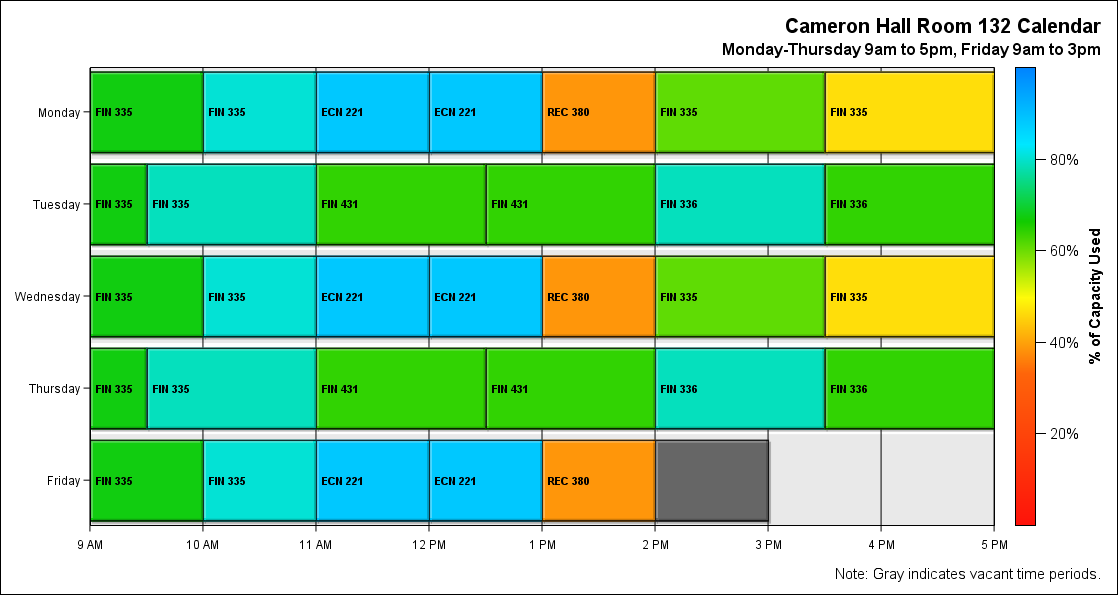 Cameron Hall Room 132 Calendar
Monday-Thursday 9am to 5pm, Friday 9am to 3pm
Monday FIN 335 FIN 335 ECN 221 ECN 221 REC 380 FIN 335 FIN 335
Tuesday FIN 335 FIN 335 FIN 431 FIN 431 FIN 336 FIN 336
Wednesday FIN 335 FIN 335 ECN 221 ECN 221 REC 380 FIN 335 FIN 335
Thursday FIN 335 FIN 335 FIN 431 FIN 431 FIN 336 FIN 336
Friday FIN 335 FIN 335 ECN 221 ECN 221 REC 380
9 AM 10 AM 11 AM 12 PM 1 PM 2 PM 3 PM 4 PM 5 PM
80%
60%
40%
20%
% of Capacity Used
Note: Gray indicates vacant time periods.